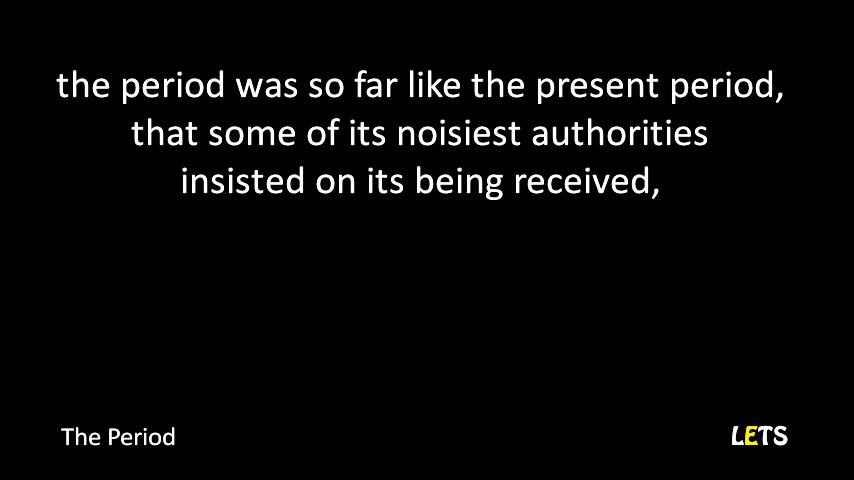 the period was so far like the present period,
that some of its noisiest authorities
insisted on its being received,
The Period
LETS